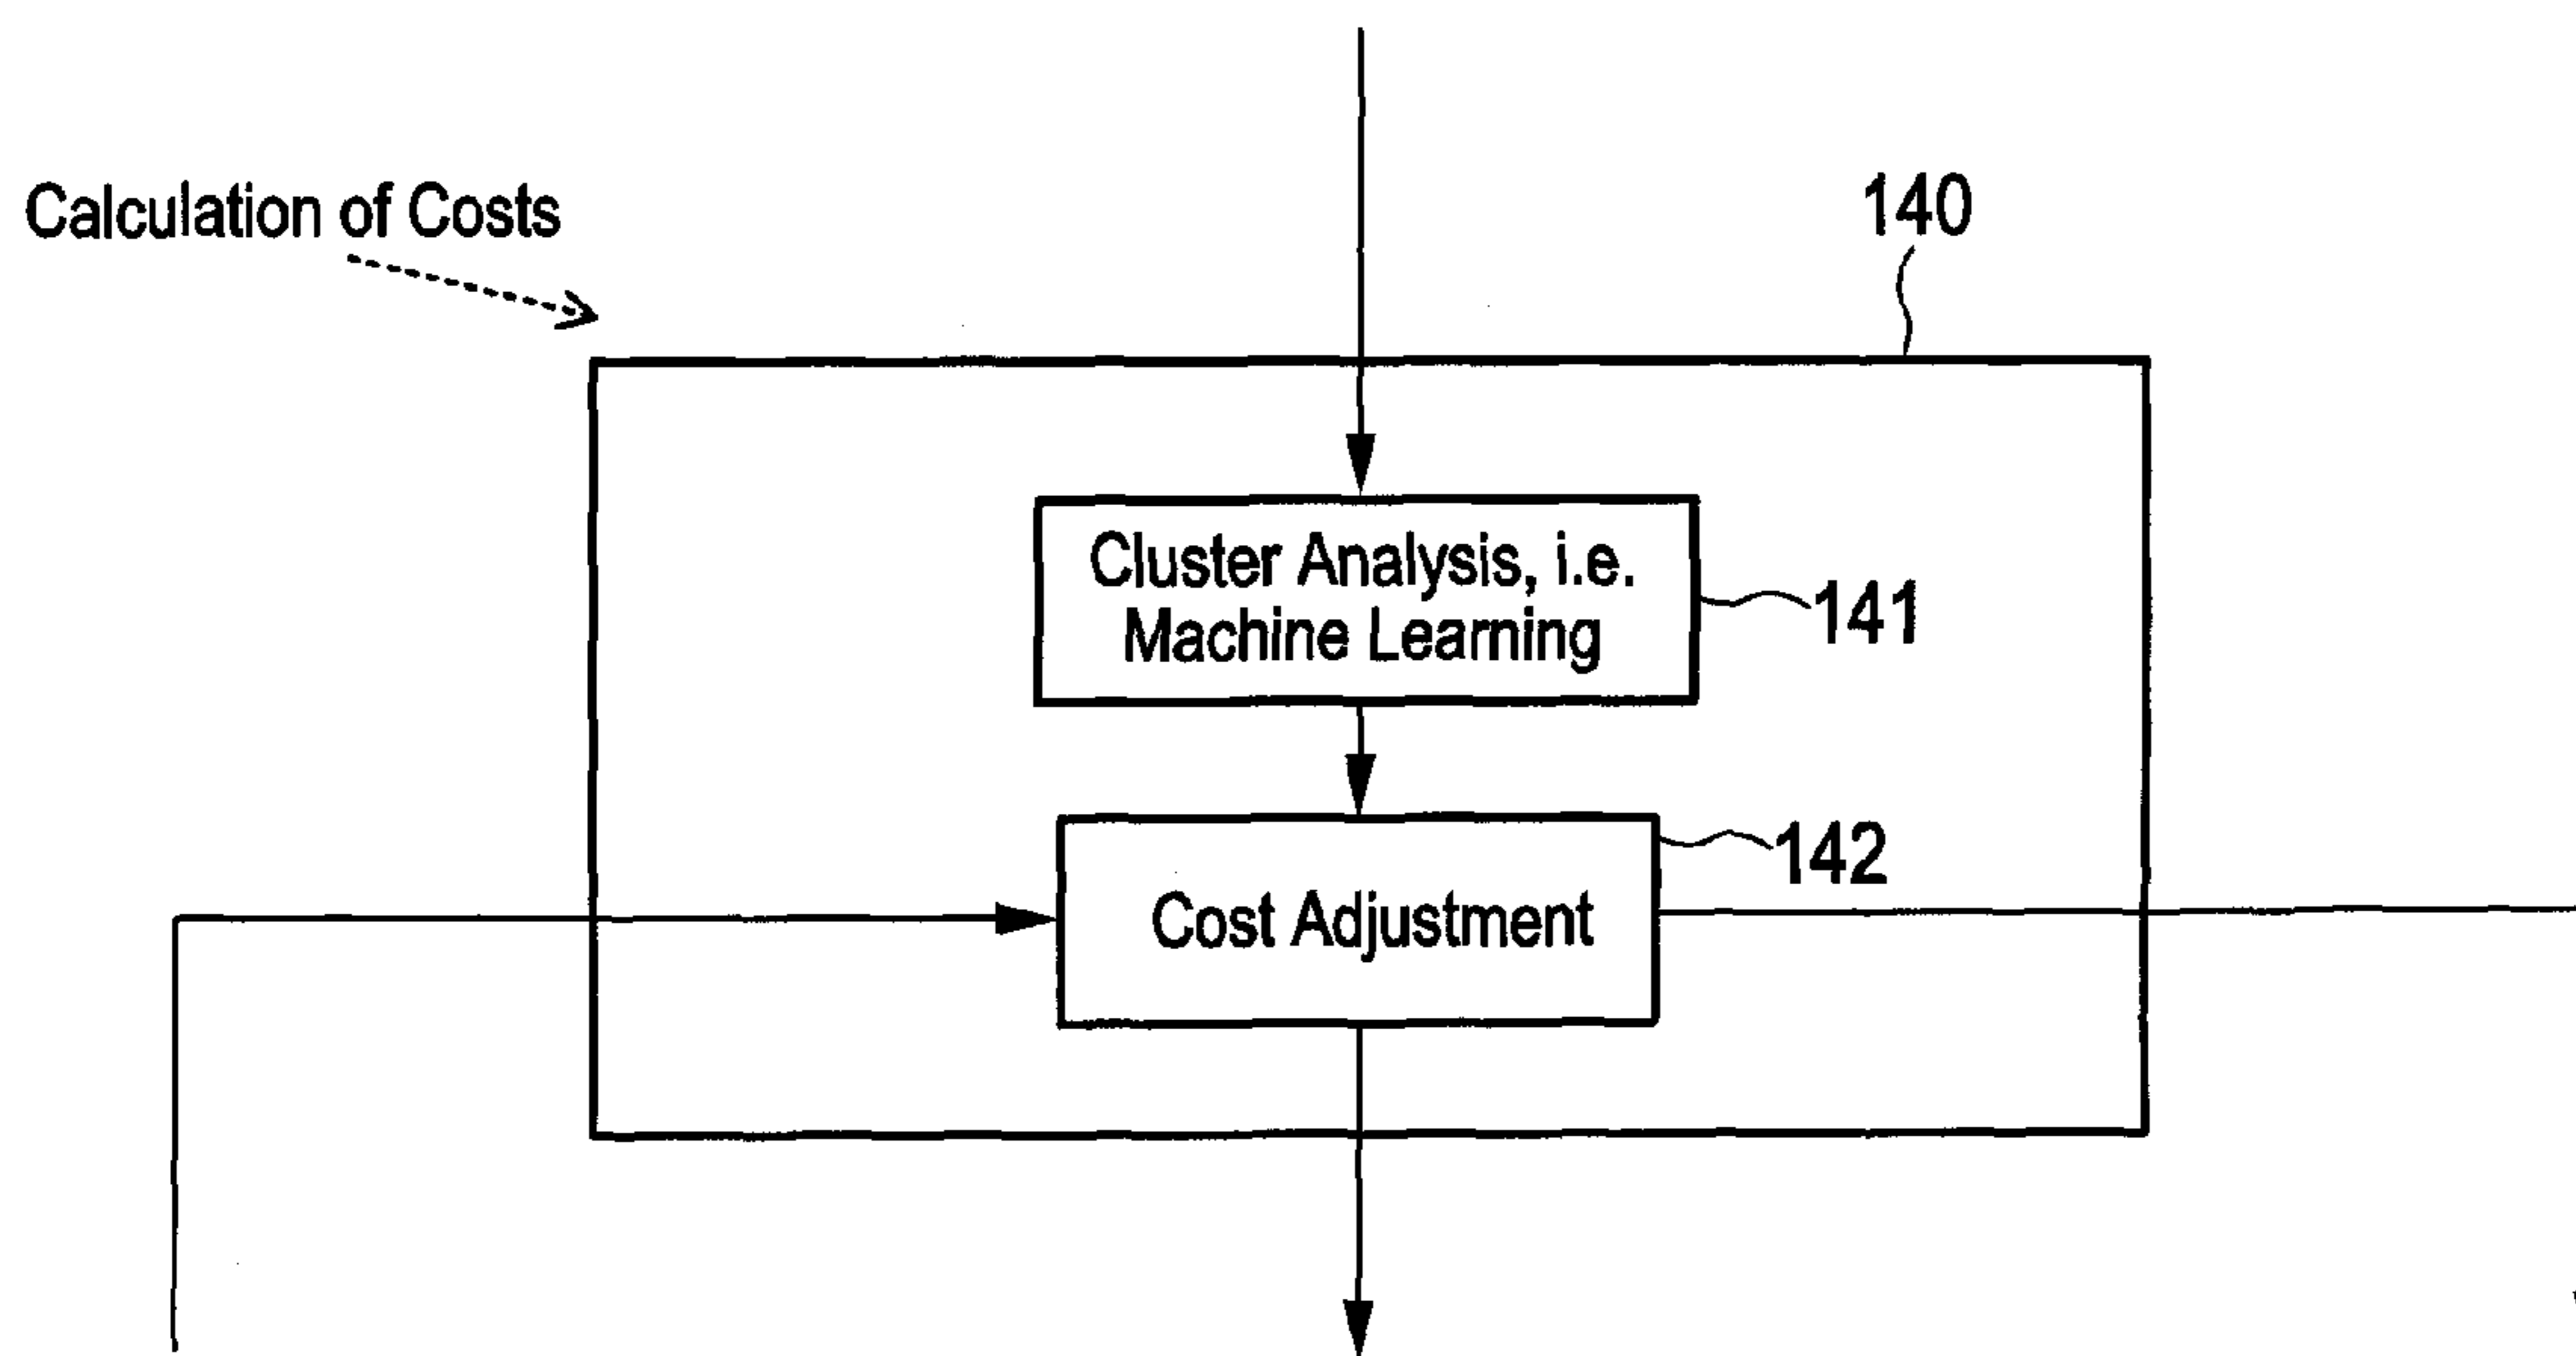 Calculation of Costs
140
Cluster Analysis, i.e.
Machine Learning
141
142
Cost Adjustment